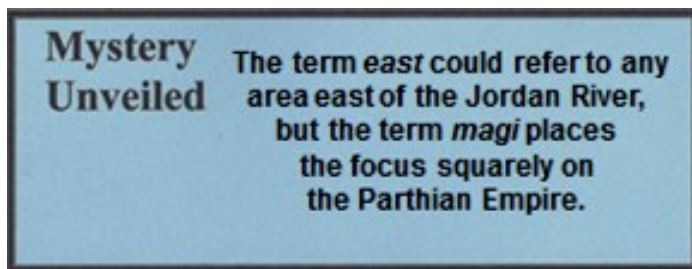 Mystery
Unveiled
The term east could refer to any
area east of the Jordan River,
but the term magi places
the focus squarely on
the Parthian Empire.